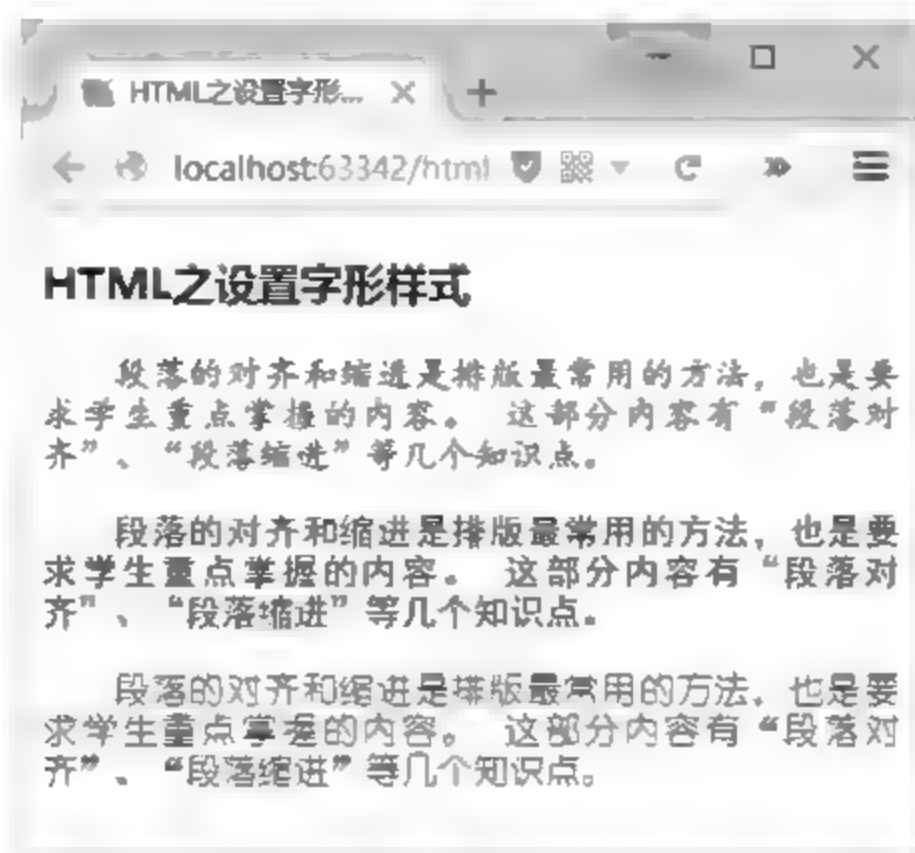 HTML之设置字形...
localhost:63342/html
HTML之设置字形样式
段落的对齐和缩进是排版最常用的方法，也是要
求学生重点掌握的内容。 这部分内容有“段落对
齐”、“段落缩进”等几个知识点。
段落的对齐和缩进是排版最常用的方法，也是要
求学生重点掌握的内容。 这部分内容有“段落对
齐”、“段落缩进”等几个知识点。
段落的对齐和缩进是排版最常用的方法，也是要
求学生重点掌握的内容。 这部分内容有“段落对
齐”、“段落缩进”等几个知识点。